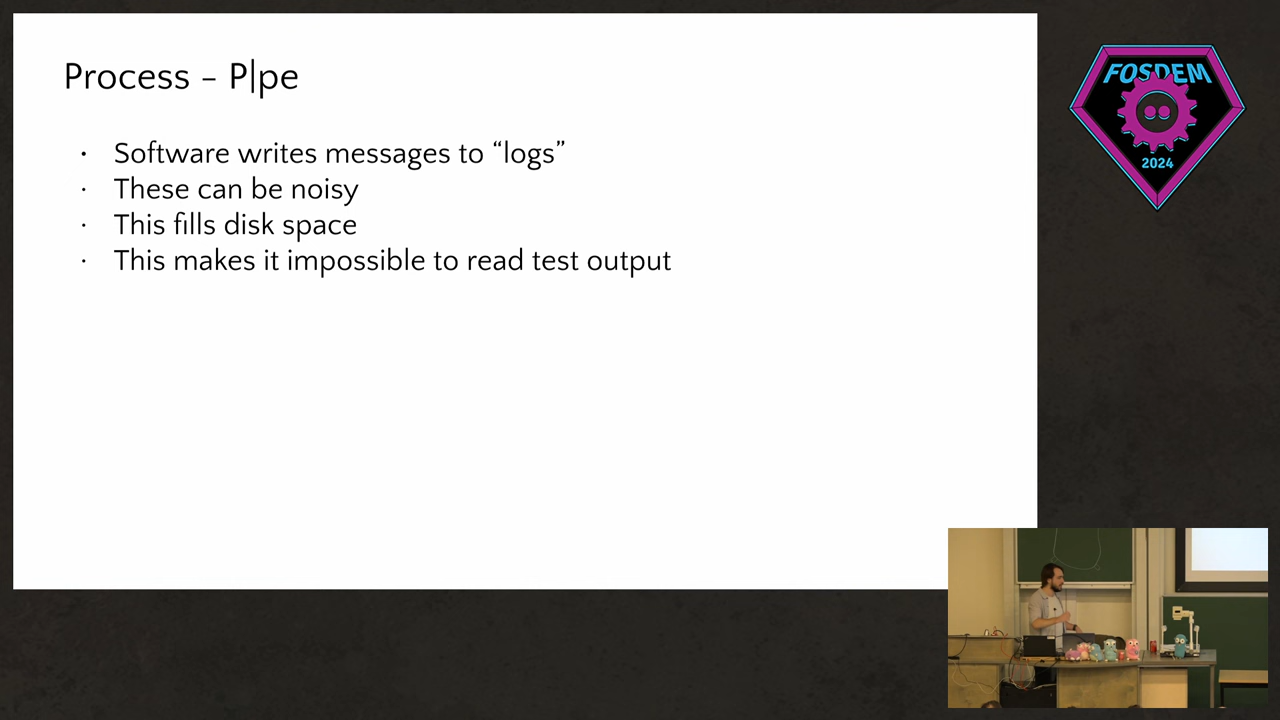 Process – P|pe
· Software writes messages to “logs”
· These can be noisy
· This fills disk space
· This makes it impossible to read test output
FOSDEM
2024